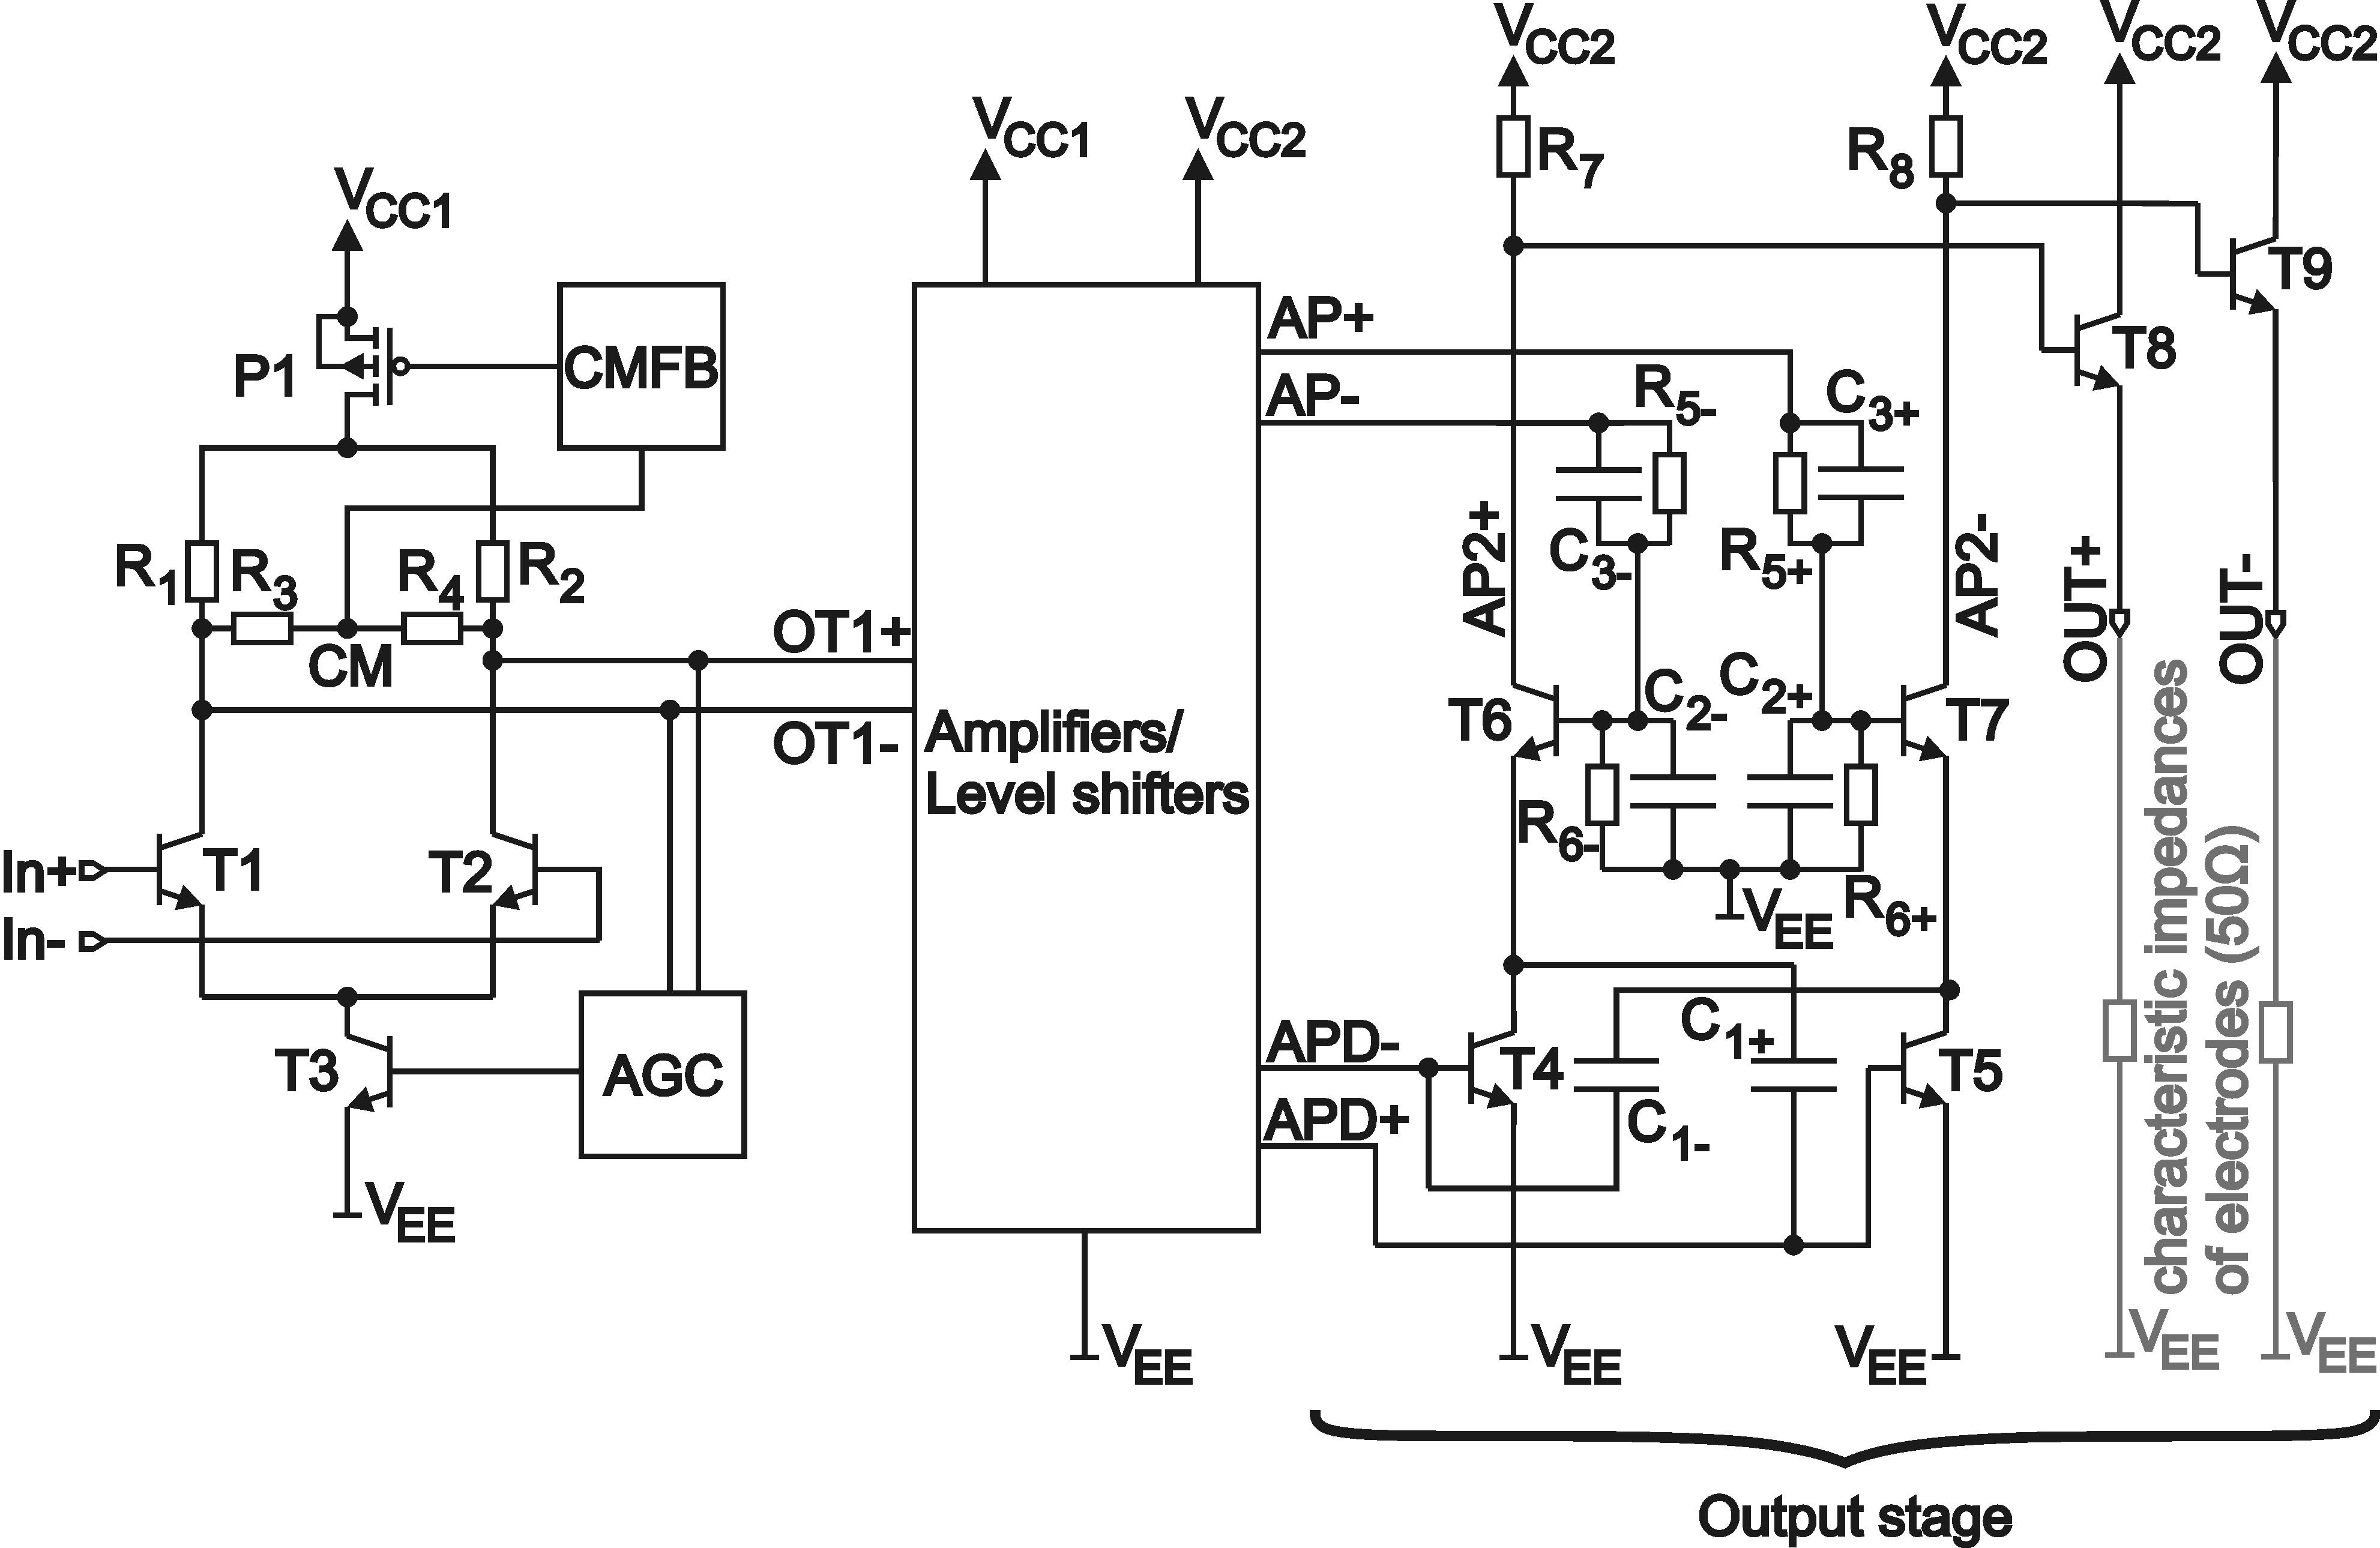 VCC2
VCC2
VCC2
VCC2
VCC1
VCC2
R7
R8
VCC1
T9
AP+
T8
P1
CMFB
AP-
R5-
C3+
AP2+
AP2-
C3-
R5+
OUT+
OUT-
R1
R3
R4
R2
CM
OT1+
OT1-
Amplifiers/
Level shifters
T6
C2-
C2+
T7
R6-
R6+
VEE
In+
T1
T2
In-
characteristic impedances
of electrodes (50Ω)
T3
AGC
APD-
T4
C1+
T5
APD+
C1-
VEE
VEE
VEE
VEE
VEE
VEE
Output stage